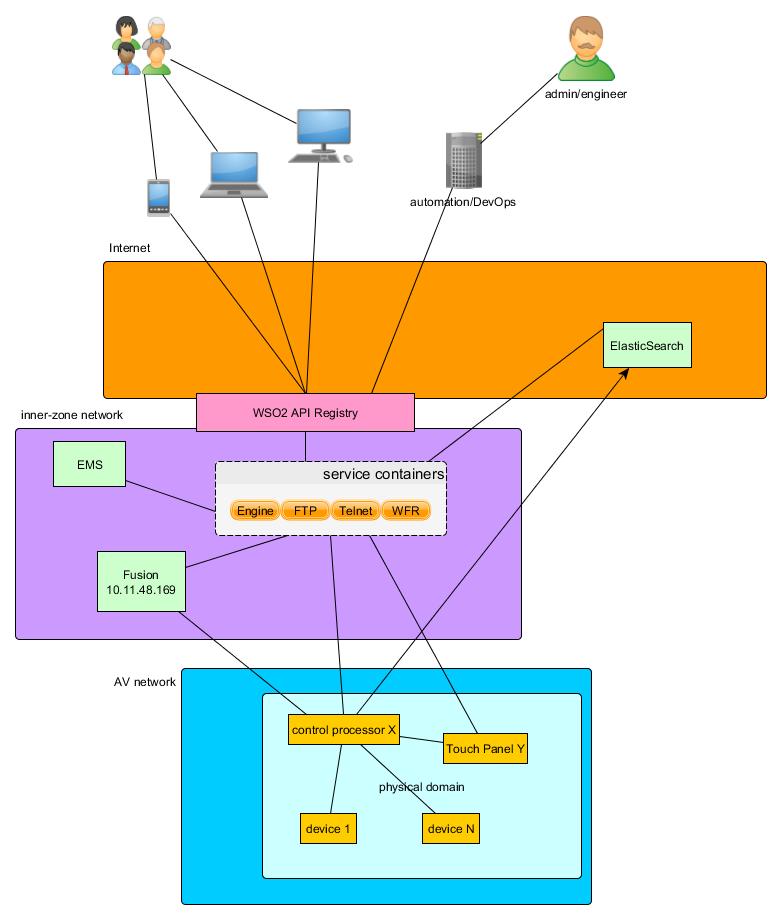 admin/engineer
automation/DevOps
Internet
ElasticSearch
WSO2 API Registry
inner-zone network
EMS
service containers
Engine FTP Telnet WFR
Fusion
10.11.48.169
AV network
control processor X
Touch Panel Y
physical domain
device 1
device N